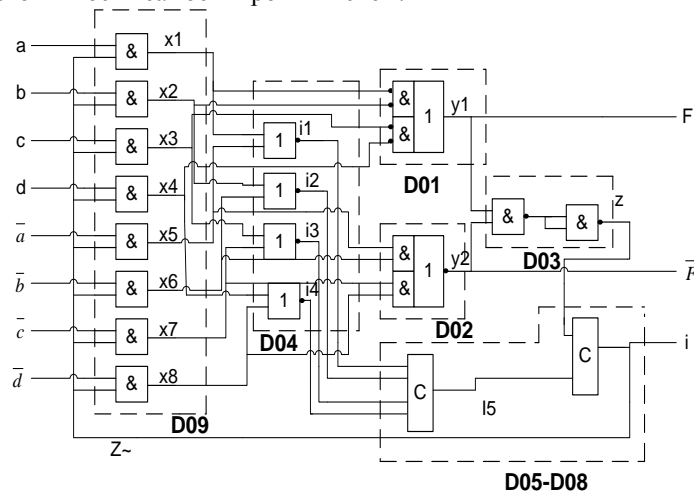 a & x1
b & x2
c & x3
d & x4
a̅ & x5
b̅ & x6
c̅ & x7
d̅ & x8
D09
1 i1
1 i2
1 i3
1 i4
D04
& & 1 y1
D01
& & 1 y2
D02
& & z
D03
F
F̅
i
C I5
C
D05-D08
Z~